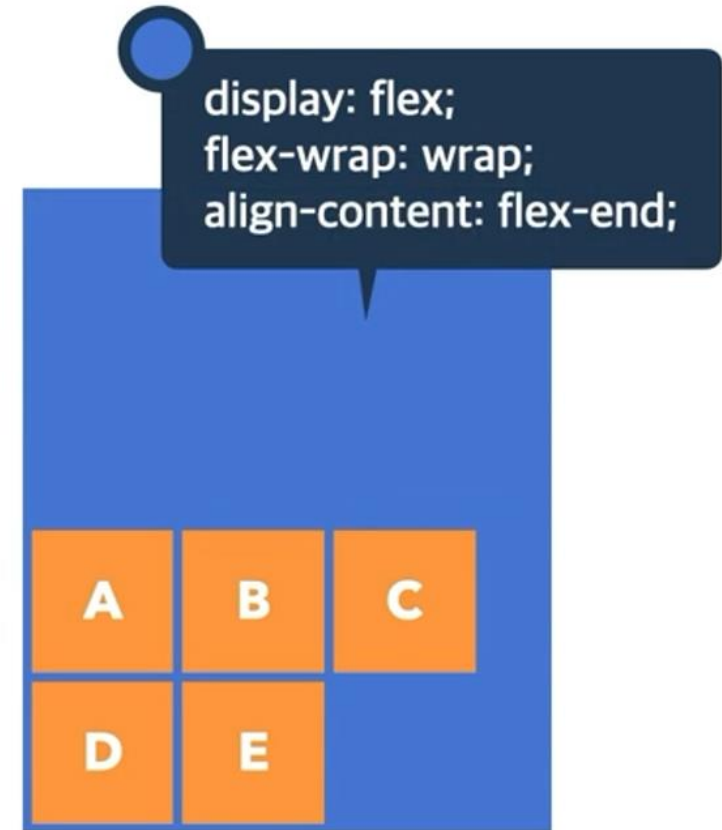 display: flex;
flex-wrap: wrap;
align-content: flex-end;
A B C
D E